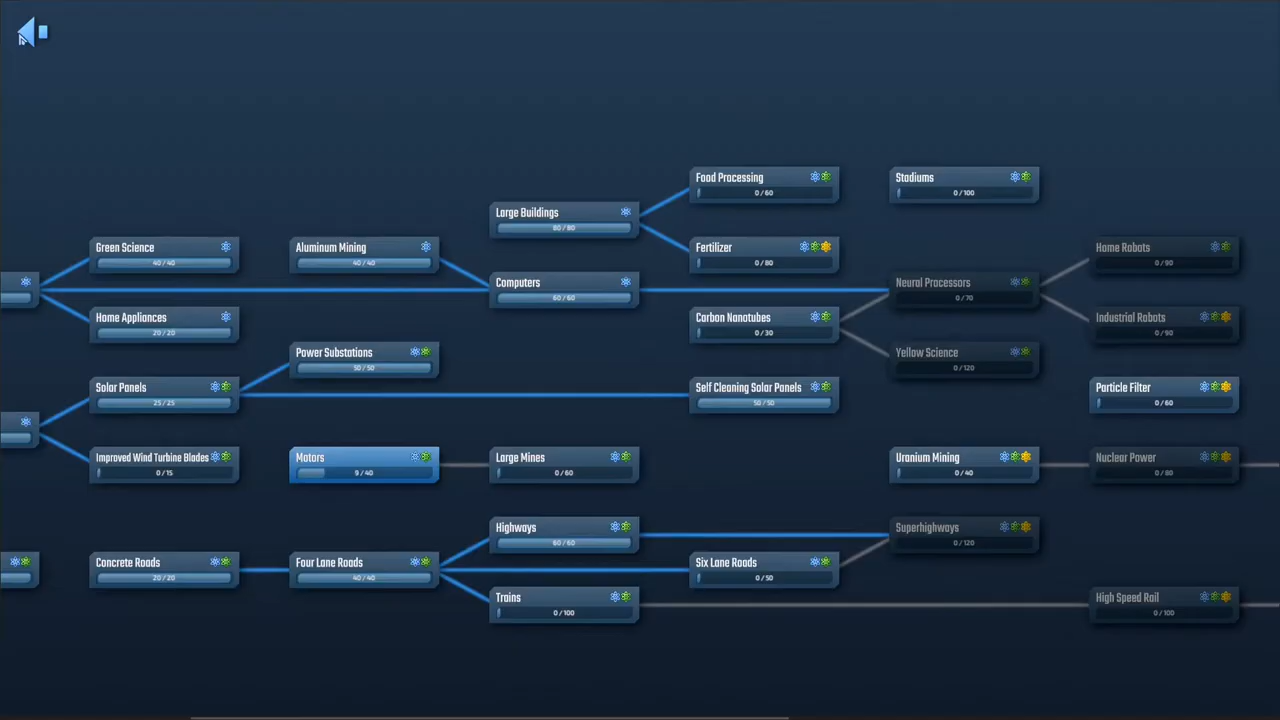 Food Processing
0/60
Stadiums
0/100
Large Buildings
80/80
Green Science
40/40
Aluminum Mining
40/40
Fertilizer
0/80
Home Robots
0/90
Computers
60/60
Neural Processors
0/70
Home Appliances
20/20
Carbon Nanotubes
0/30
Industrial Robots
0/90
Power Substations
50/50
Yellow Science
0/120
Solar Panels
25/25
Self Cleaning Solar Panels
50/50
Particle Filter
0/60
Improved Wind Turbine Blades
0/15
Motors
9/40
Large Mines
0/60
Uranium Mining
0/40
Nuclear Power
0/80
Highways
60/60
Superhighways
0/120
Concrete Roads
20/20
Four Lane Roads
40/40
Six Lane Roads
0/50
Trains
0/100
High Speed Rail
0/100